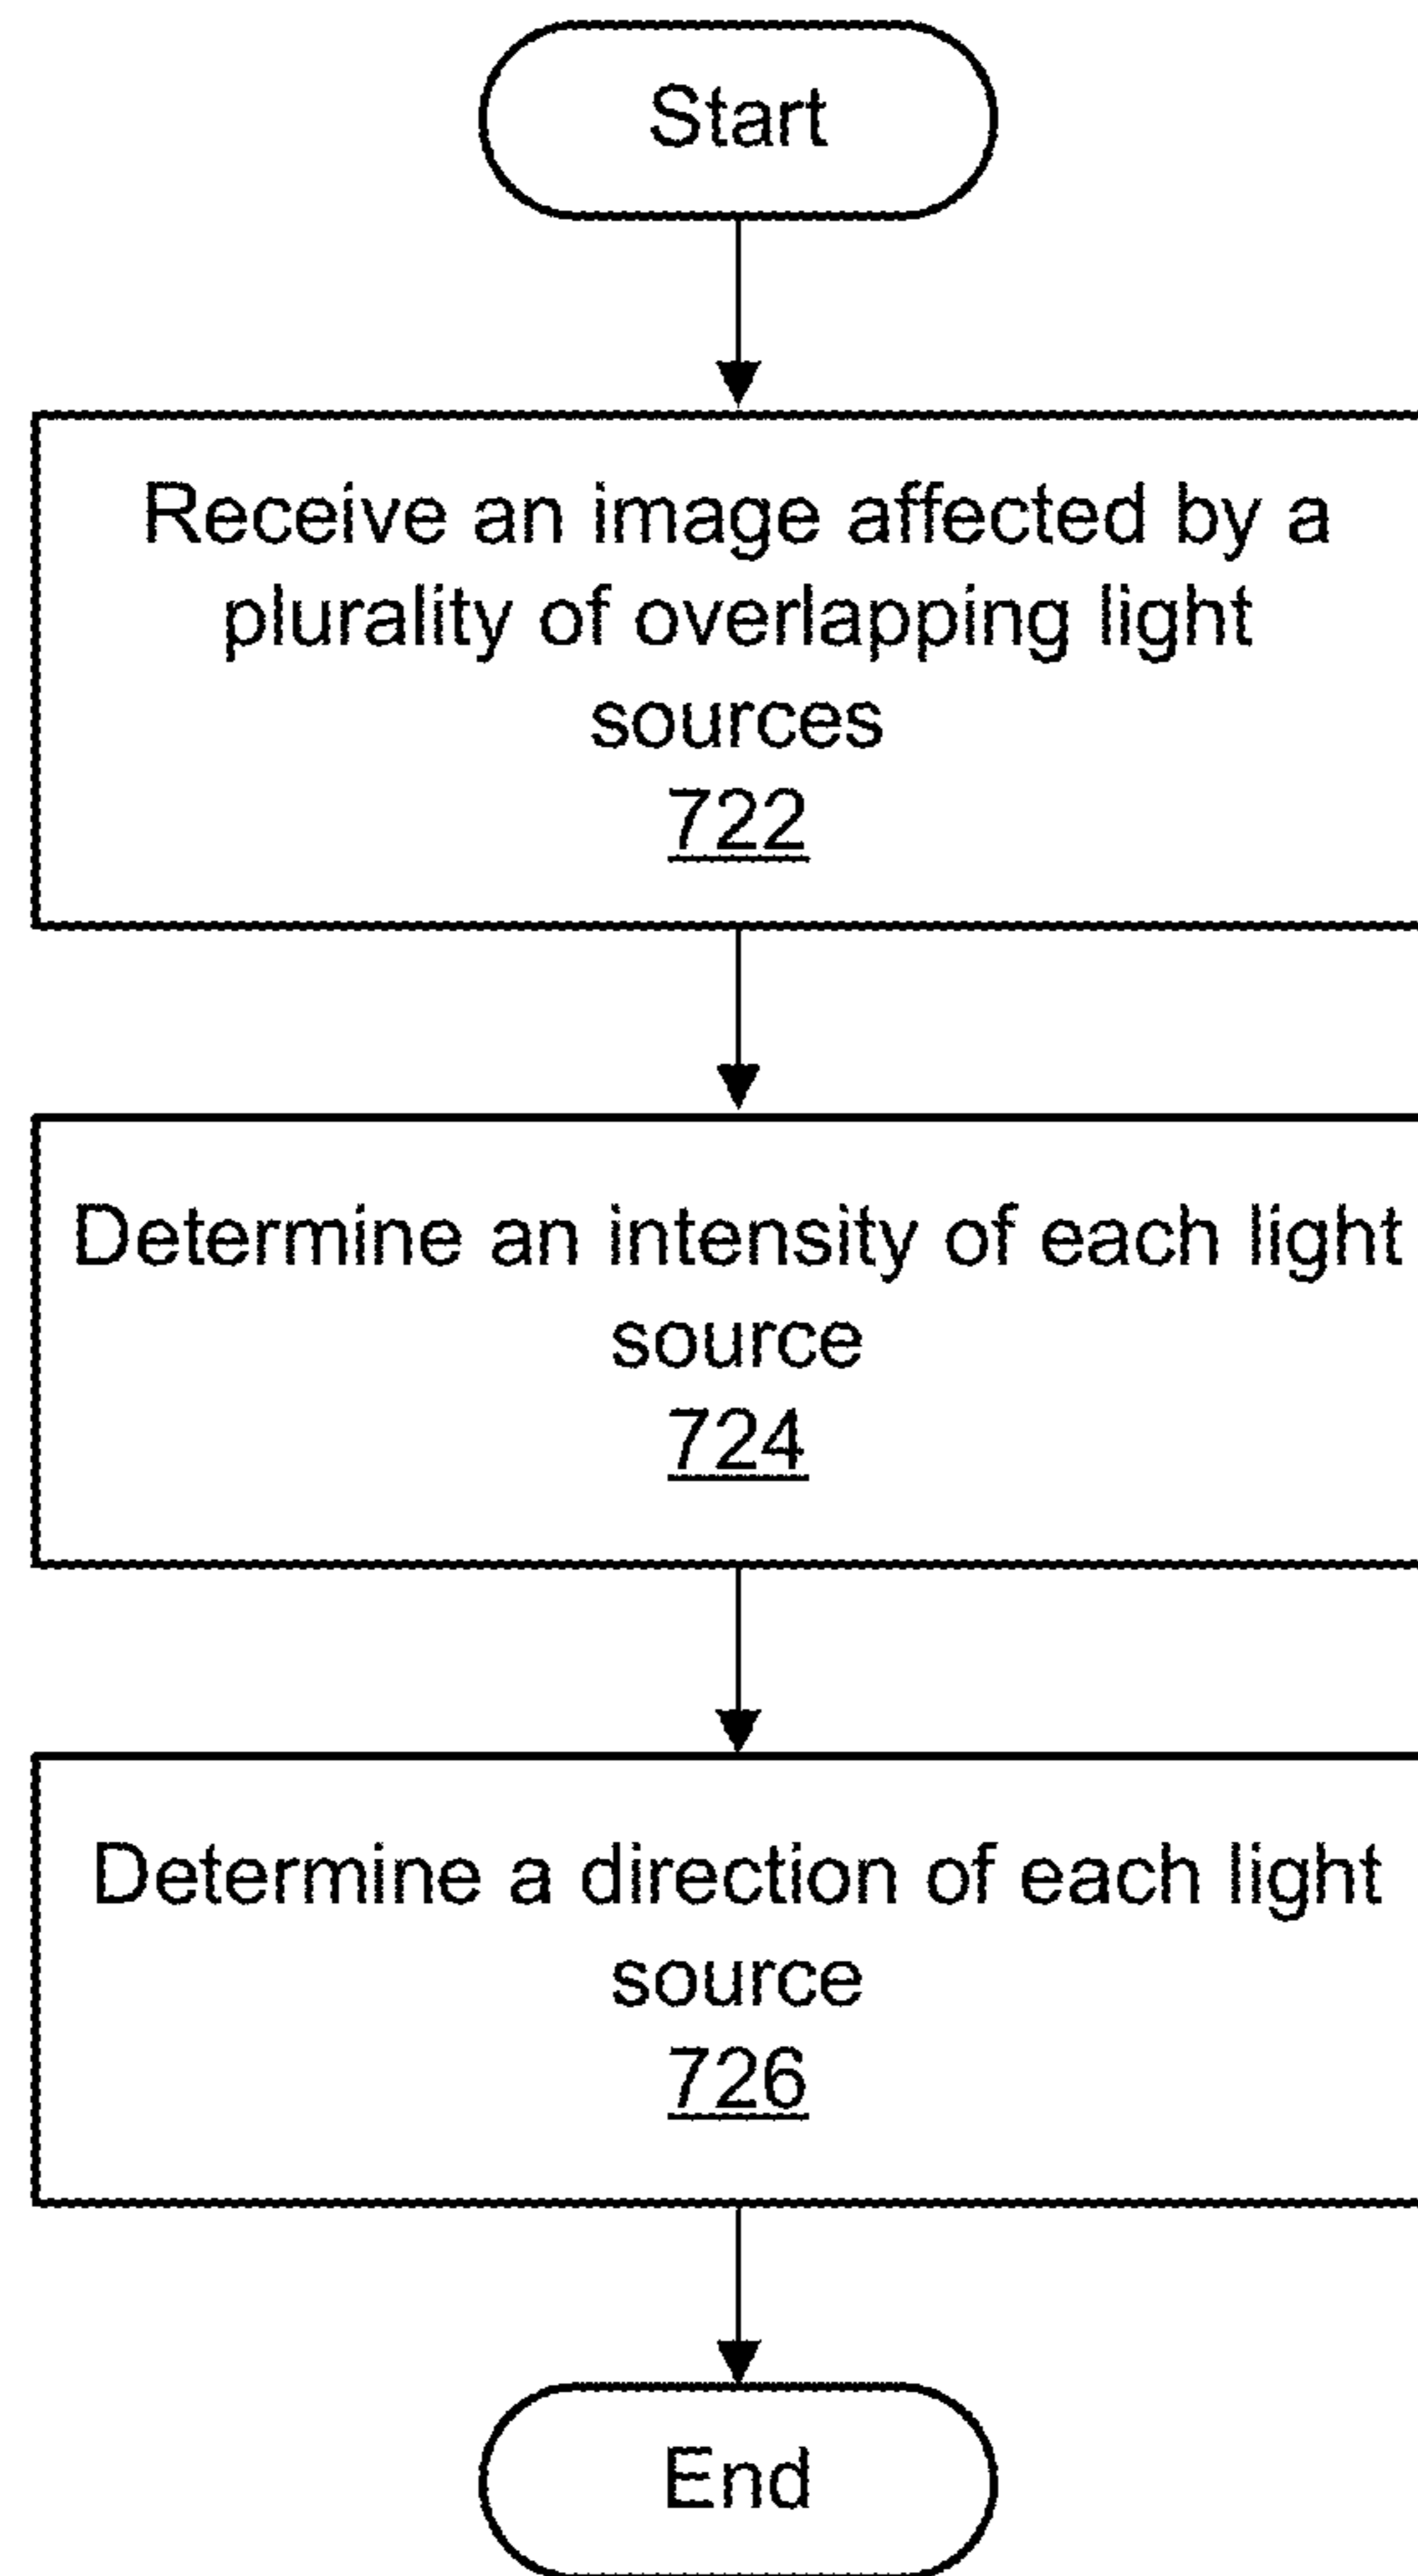 Start
Receive an image affected by a
plurality of overlapping light
sources
722
Determine an intensity of each light
source
724
Determine a direction of each light
source
726
End